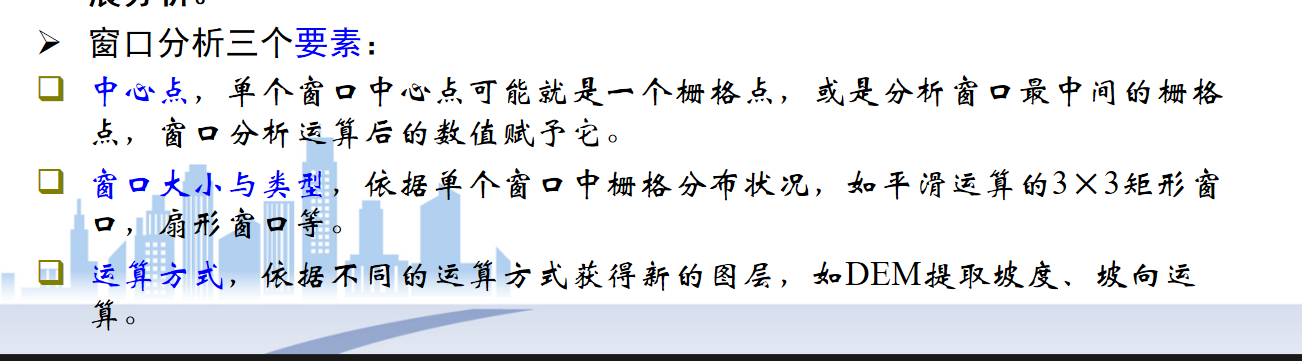 展分析。
➢ 窗口分析三个要素：
❑ 中心点，单个窗口中心点可能就是一个栅格点，或是分析窗口最中间的栅格
点，窗口分析运算后的数值赋予它。
❑ 窗口大小与类型，依据单个窗口中栅格分布状况，如平滑运算的3×3矩形窗
口，扇形窗口等。
❑ 运算方式，依据不同的运算方式获得新的图层，如DEM提取坡度、坡向运
算。